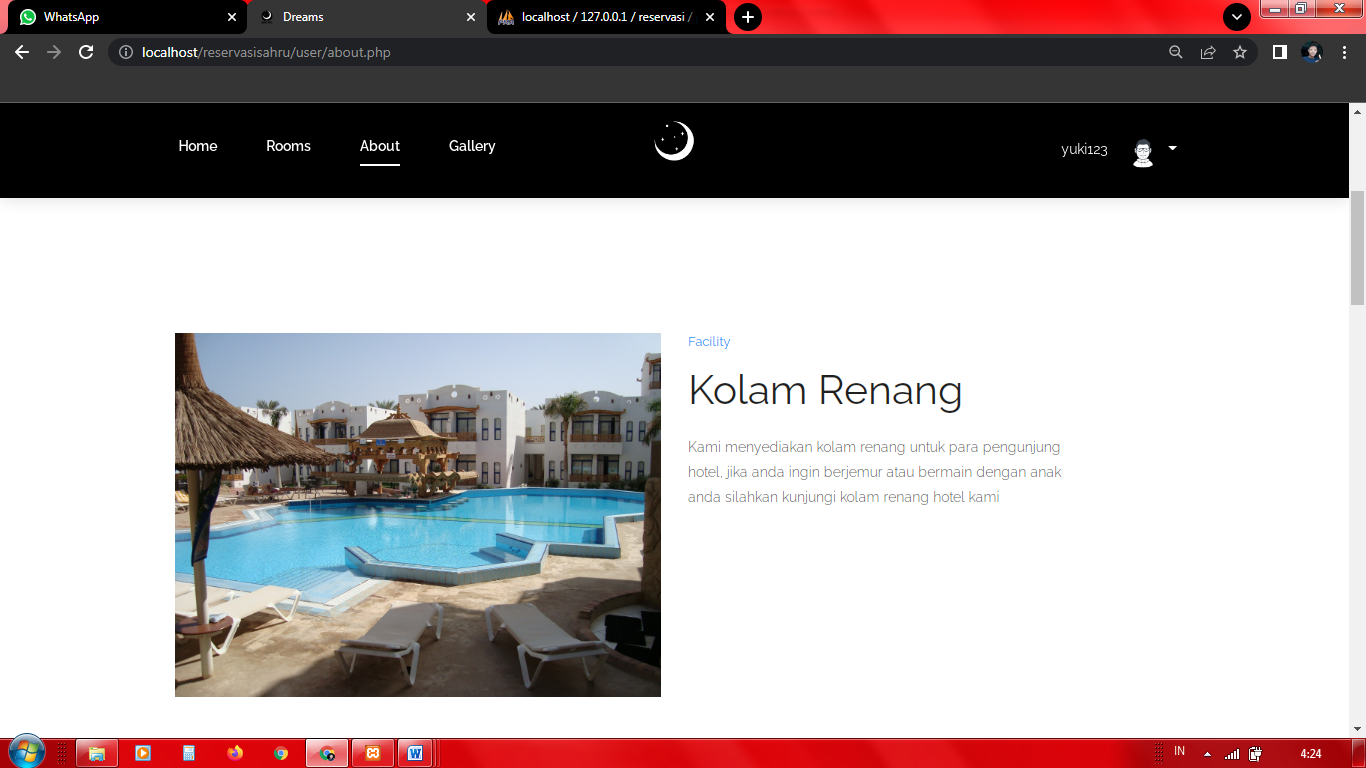 WhatsApp
Dreams
localhost / 127.0.0.1 / reservasi /
localhost/reservasisahru/user/about.php
Home
Rooms
About
Gallery
yuki123
Facility
Kolam Renang
Kami menyediakan kolam renang untuk para pengunjung
hotel, jika anda ingin berjemur atau bermain dengan anak
anda silahkan kunjungi kolam renang hotel kami
IN
4:24